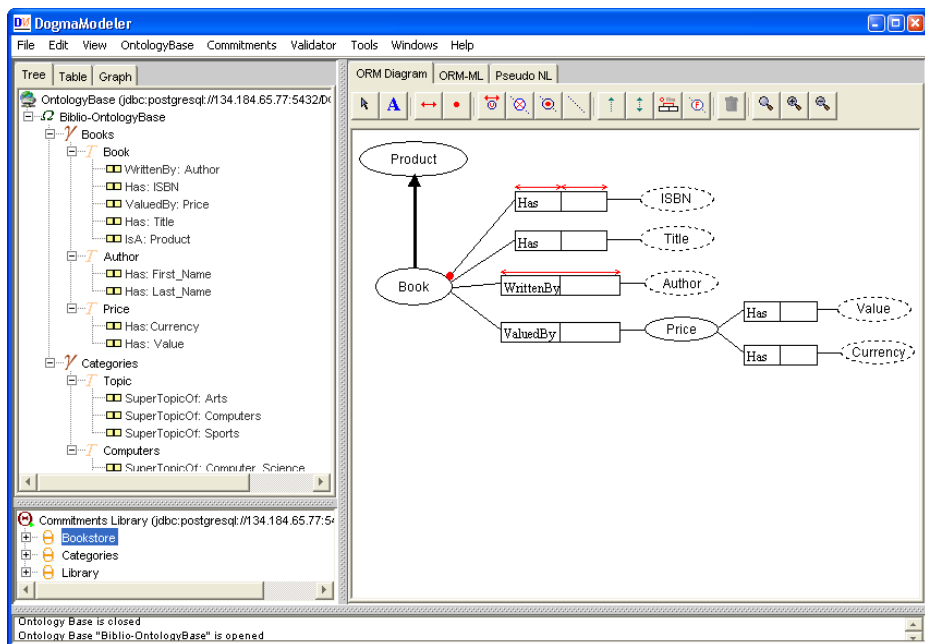 DM DogmaModeler
File Edit View OntologyBase Commitments Validator Tools Windows Help
Tree Table Graph
OntologyBase (jdbc:postgresql://134.184.65.77:5432/D
Ω Biblio-OntologyBase
γ Books
T Book
WrittenBy: Author
Has: ISBN
ValuedBy: Price
Has: Title
IsA: Product
T Author
Has: First_Name
Has: Last_Name
T Price
Has: Currency
Has: Value
γ Categories
T Topic
SuperTopicOf: Arts
SuperTopicOf: Computers
SuperTopicOf: Sports
T Computers
SuperTopicOf: Computer_Science
Commitments Library (jdbc:postgresql://134.184.65.77:54
Bookstore
Categories
Library
ORM Diagram ORM-ML Pseudo NL
A
Product
Has ISBN
Has Title
Book
WrittenBy Author
ValuedBy Price
Has Value
Has Currency
Ontology Base is closed
Ontology Base "Biblio-OntologyBase" is opened